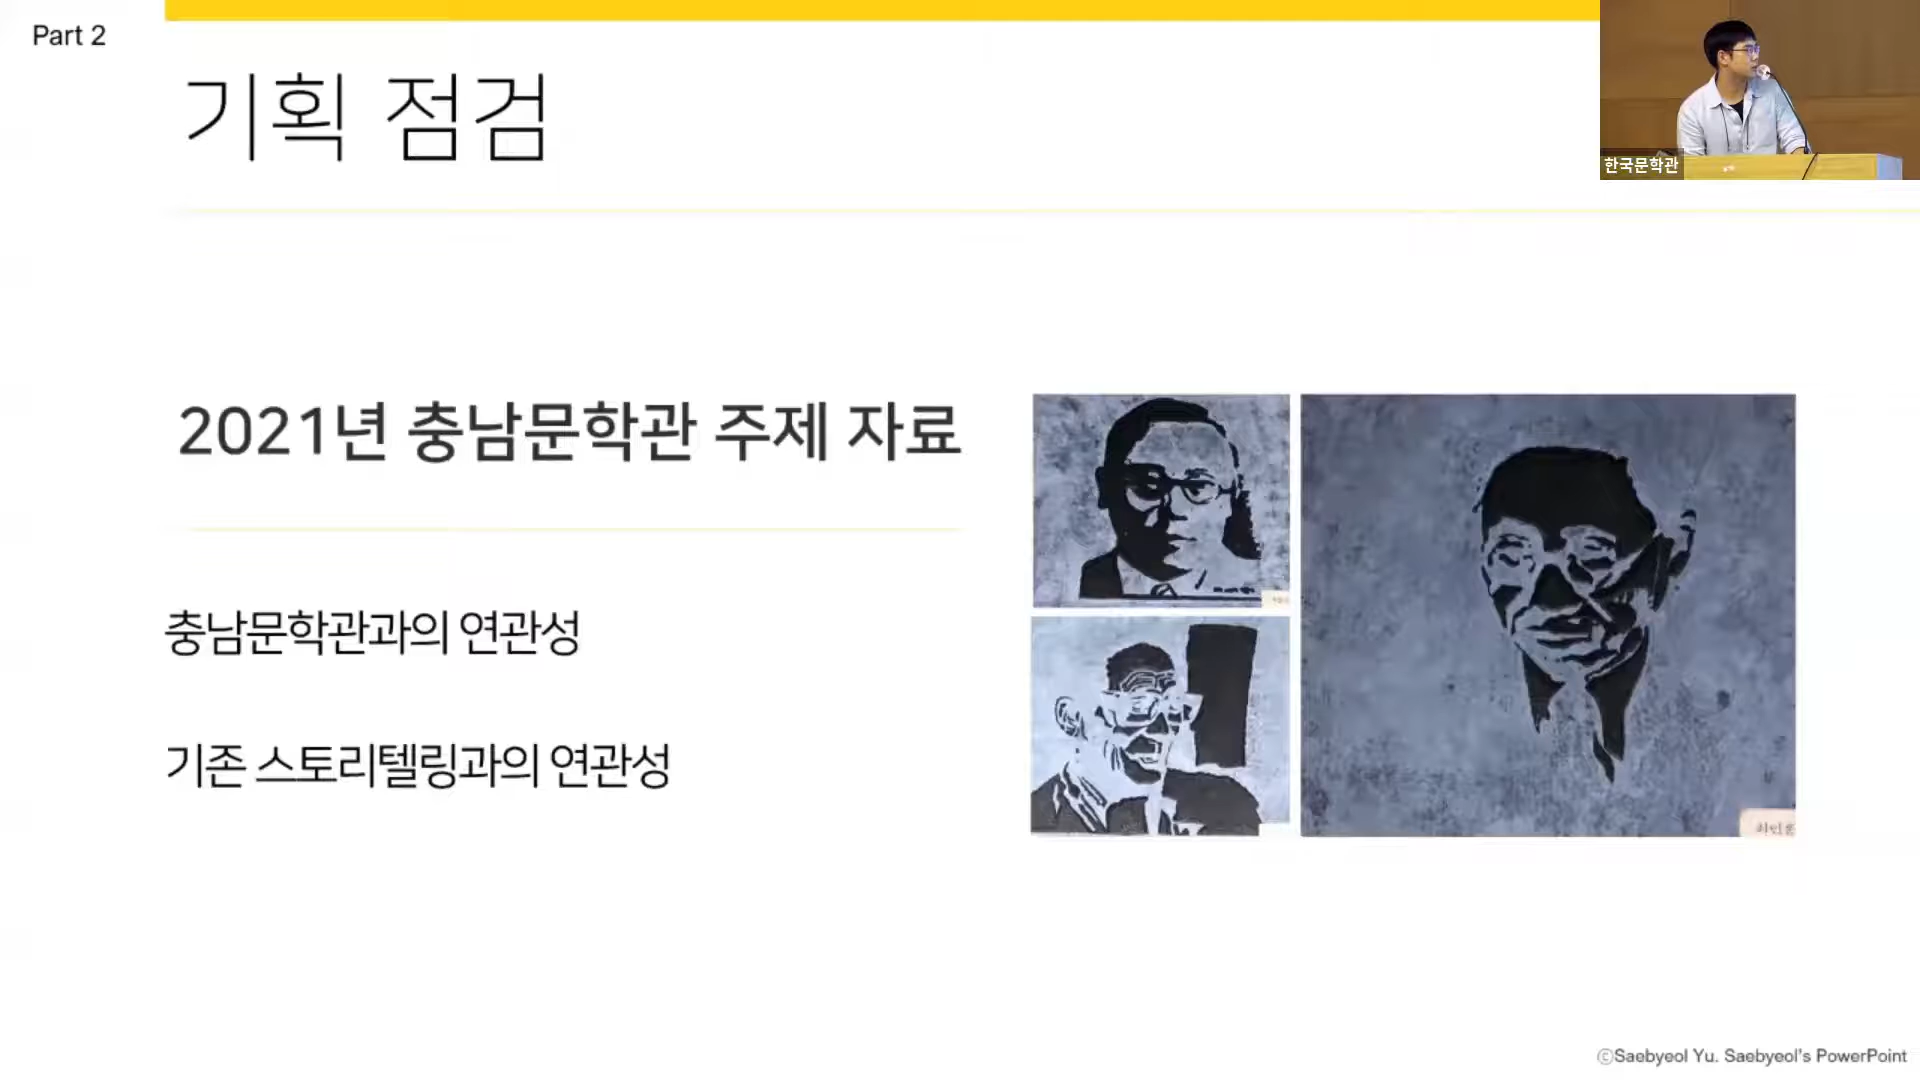 Part 2
기획 점검
한국문학관
2021년 충남문학관 주제 자료
충남문학관과의 연관성
기존 스토리텔링과의 연관성
ⓒSaebyeol Yu. Saebyeol's PowerPoint